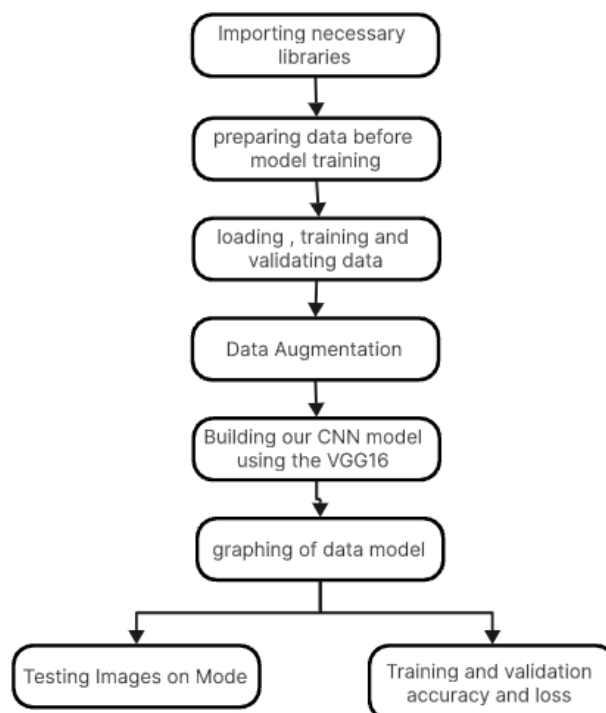 Importing necessary
libraries
preparing data before
model training
loading , training and
validating data
Data Augmentation
Building our CNN model
using the VGG16
graphing of data model
Testing Images on Mode
Training and validation
accuracy and loss